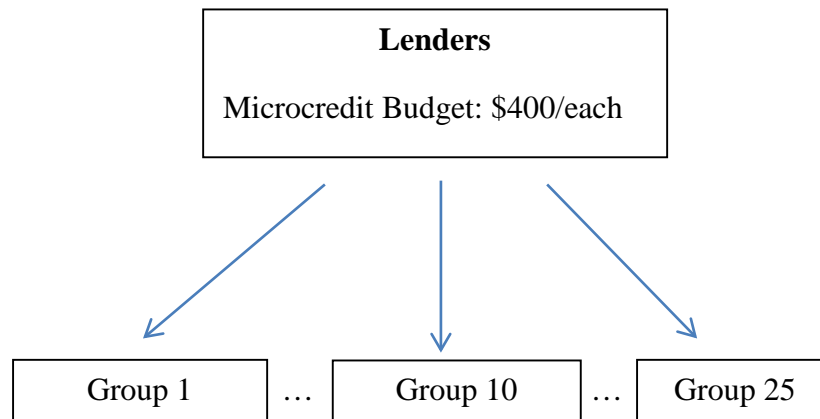 Lenders
Microcredit Budget: $400/each
Group 1 … Group 10 … Group 25